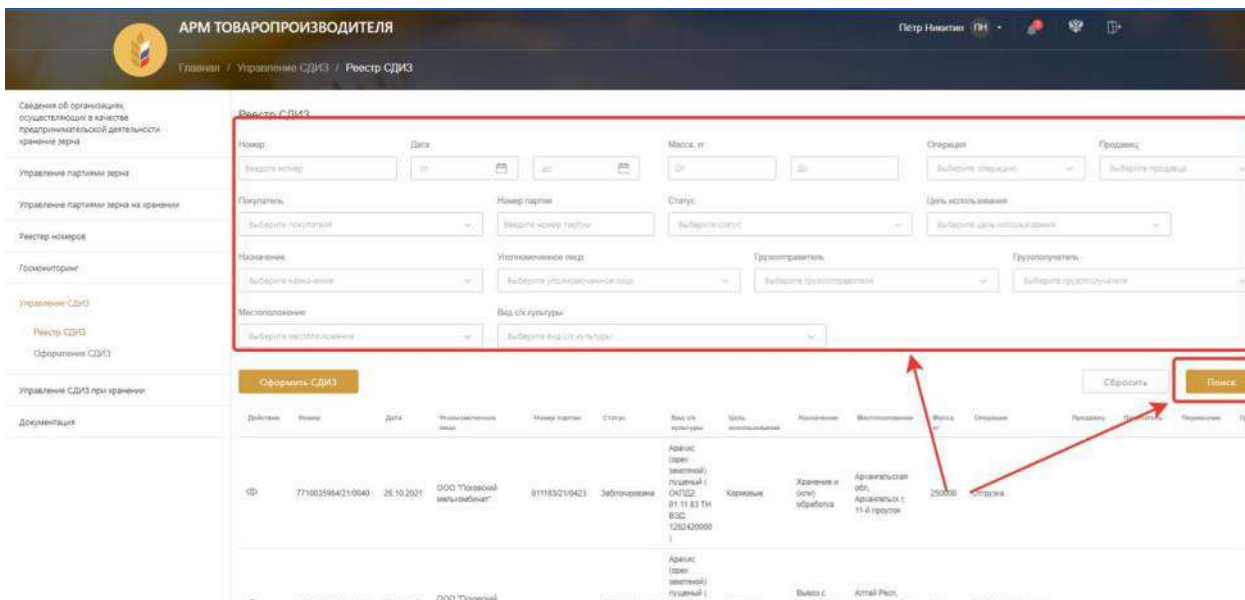 АРМ ТОВАРОПРОИЗВОДИТЕЛЯ
Пётр Никитин ПН
Главная / Управление СДИЗ / Реестр СДИЗ
Сведения об организациях,
осуществляющих в качестве
предпринимательской деятельности
хранение зерна
Управление партиями зерна
Управление партиями зерна на хранении
Реестр номеров
Госмониторинг
Управление СДИЗ
Реестр СДИЗ
Оформление СДИЗ
Управление СДИЗ при хранении
Документация
Реестр СДИЗ
Номер Дата Масса, кг Операция Продавец
Введите номер от до От До Выберите операцию Выберите продавца
Покупатель Номер партии Статус Цель использования
Выберите покупателя Введите номер партии Выберите статус Выберите цель использования
Назначение Уполномоченное лицо Грузоотправитель Грузополучатель
Выберите назначение Выберите уполномоченное лицо Выберите грузоотправителя Выберите грузополучателя
Местоположение Вид с/х культуры
Выберите местоположение Выберите вид с/х культуры
Оформить СДИЗ Сбросить Поиск
Действие Номер Дата Уполномоченное лицо Номер партии Статус Вид с/х культуры Цель использования Назначение Местоположение Масса, кг Операция Продавец Покупатель Перевозчик
Арахис
(орех
земляной)
лущеный (
ОКПД2
01.11.83 ТН
ВЭД
1202420000
)
7710035964/21/0040 26.10.2021
ООО "Поповский
мелькомбинат"
011183/21/0423 Заблокирована
Кормовые
Хранение и
(или)
обработка
Архангельская
обл,
Архангельск г,
11-й проулок
250000 Отгрузка
Арахис
(орех
земляной)
лущеный (
Вывоз с
Алтай Респ,